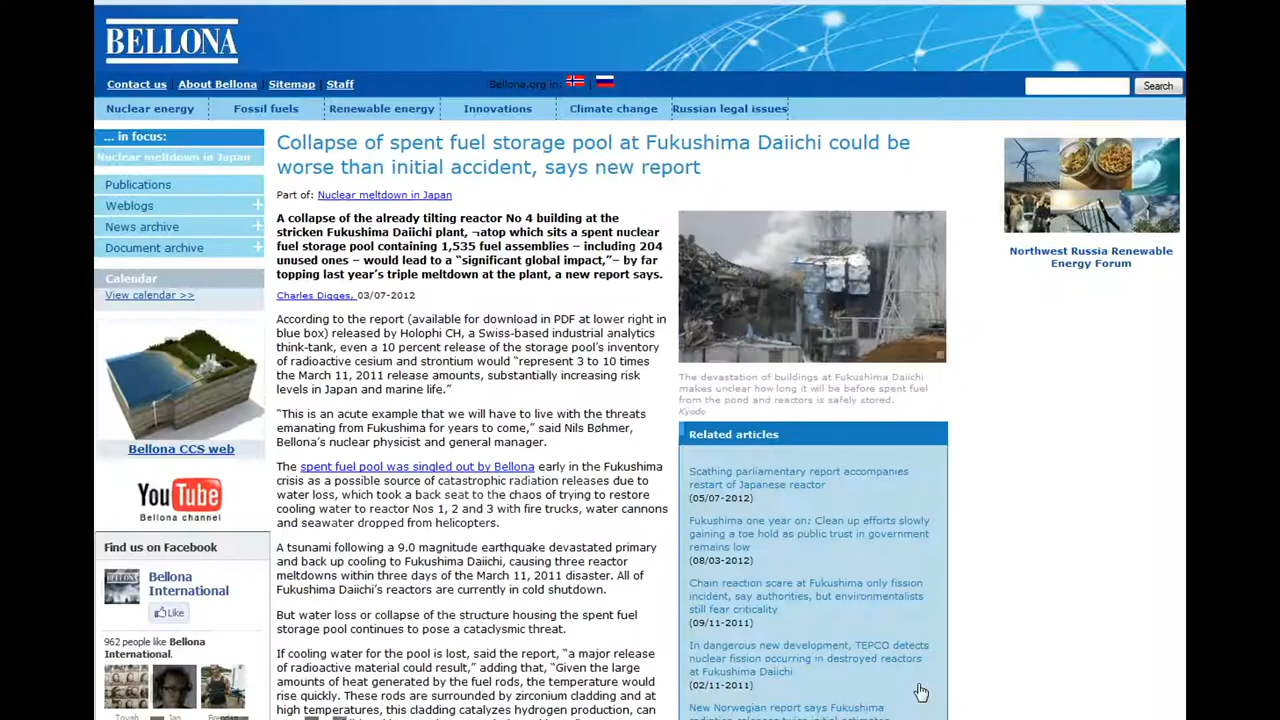 BELLONA
Contact us | About Bellona | Sitemap | Staff
Bellona.org in: |
Search
Nuclear energy
Fossil fuels
Renewable energy
Innovations
Climate change
Russian legal issues
... in focus:
Nuclear meltdown in Japan
Publications
Weblogs +
News archive +
Document archive +
Calendar
View calendar >>
Bellona CCS web
YouTube
Bellona channel
Find us on Facebook
Bellona
International
Like
962 people like Bellona
International.
Collapse of spent fuel storage pool at Fukushima Daiichi could be
worse than initial accident, says new report
Part of: Nuclear meltdown in Japan
A collapse of the already tilting reactor No 4 building at the
stricken Fukushima Daiichi plant, ¬atop which sits a spent nuclear
fuel storage pool containing 1,535 fuel assemblies – including 204
unused ones – would lead to a “significant global impact,”– by far
topping last year’s triple meltdown at the plant, a new report says.
Charles Digges, 03/07-2012
According to the report (available for download in PDF at lower right in
blue box) released by Holophi CH, a Swiss-based industrial analytics
think-tank, even a 10 percent release of the storage pool’s inventory
of radioactive cesium and strontium would “represent 3 to 10 times
the March 11, 2011 release amounts, substantially increasing risk
levels in Japan and marine life.”
“This is an acute example that we will have to live with the threats
emanating from Fukushima for years to come,” said Nils Bøhmer,
Bellona’s nuclear physicist and general manager.
The spent fuel pool was singled out by Bellona early in the Fukushima
crisis as a possible source of catastrophic radiation releases due to
water loss, which took a back seat to the chaos of trying to restore
cooling water to reactor Nos 1, 2 and 3 with fire trucks, water cannons
and seawater dropped from helicopters.
A tsunami following a 9.0 magnitude earthquake devastated primary
and back up cooling to Fukushima Daiichi, causing three reactor
meltdowns within three days of the March 11, 2011 disaster. All of
Fukushima Daiichi’s reactors are currently in cold shutdown.
But water loss or collapse of the structure housing the spent fuel
storage pool continues to pose a cataclysmic threat.
If cooling water for the pool is lost, said the report, “a major release
of radioactive material could result,” adding that, “Given the large
amounts of heat generated by the fuel rods, the temperature would
rise quickly. These rods are surrounded by zirconium cladding and at
high temperatures, this cladding catalyzes hydrogen production, can
The devastation of buildings at Fukushima Daiichi
makes unclear how long it will be before spent fuel
from the pond and reactors is safely stored.
Kyodo
Related articles
Scathing parliamentary report accompanies
restart of Japanese reactor
(05/07-2012)
Fukushima one year on: Clean up efforts slowly
gaining a toe hold as public trust in government
remains low
(08/03-2012)
Chain reaction scare at Fukushima only fission
incident, say authorities, but environmentalists
still fear criticality
(09/11-2011)
In dangerous new development, TEPCO detects
nuclear fission occurring in destroyed reactors
at Fukushima Daiichi
(02/11-2011)
New Norwegian report says Fukushima
Northwest Russia Renewable
Energy Forum